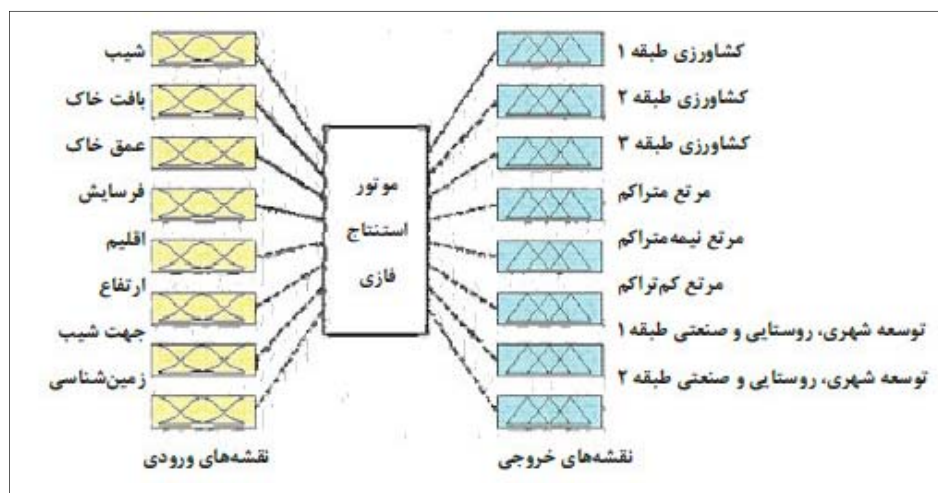 شیب
بافت خاک
عمق خاک
فرسایش
اقلیم
ارتفاع
جهت شیب
زمین‌شناسی
نقشه‌های ورودی
موتور
استنتاج
فازی
کشاورزی طبقه ۱
کشاورزی طبقه ۲
کشاورزی طبقه ۳
مرتع متراکم
مرتع نیمه‌متراکم
مرتع کم‌تراکم
توسعه شهری، روستایی و صنعتی طبقه ۱
توسعه شهری، روستایی و صنعتی طبقه ۲
نقشه‌های خروجی